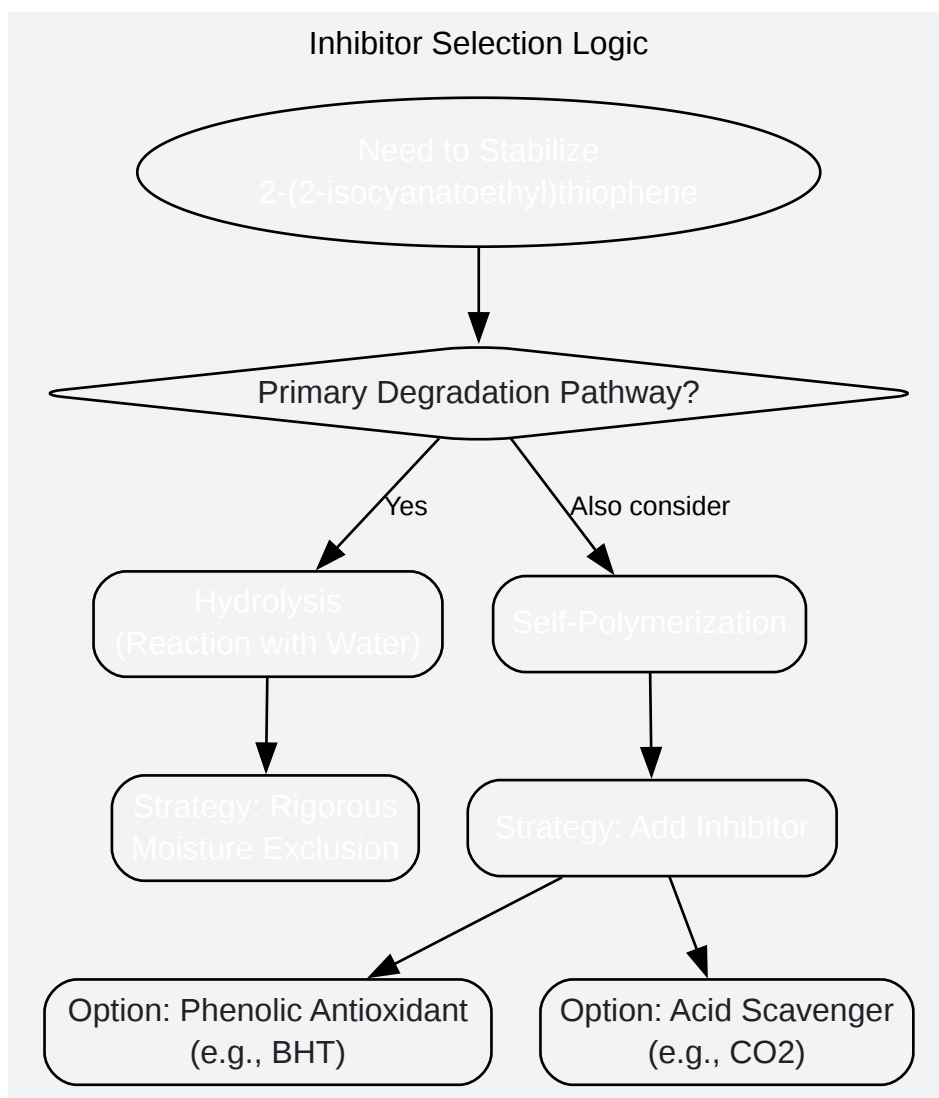 Inhibitor Selection Logic
Need to Stabilize
2-(2-isocyanatoethyl)thiophene
Primary Degradation Pathway?
Yes
Also consider
Hydrolysis
(Reaction with Water)
Self-Polymerization
Strategy: Rigorous
Moisture Exclusion
Strategy: Add Inhibitor
Option: Phenolic Antioxidant
(e.g., BHT)
Option: Acid Scavenger
(e.g., CO2)